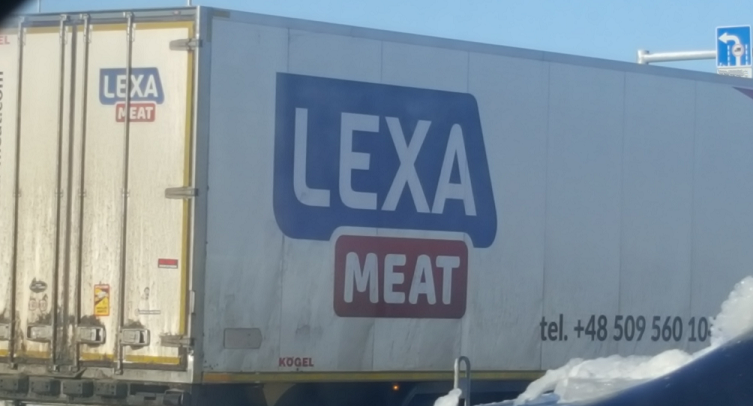 LEXA
MEAT
LEXA
MEAT
tel. +48 509 560 10
KÖGEL